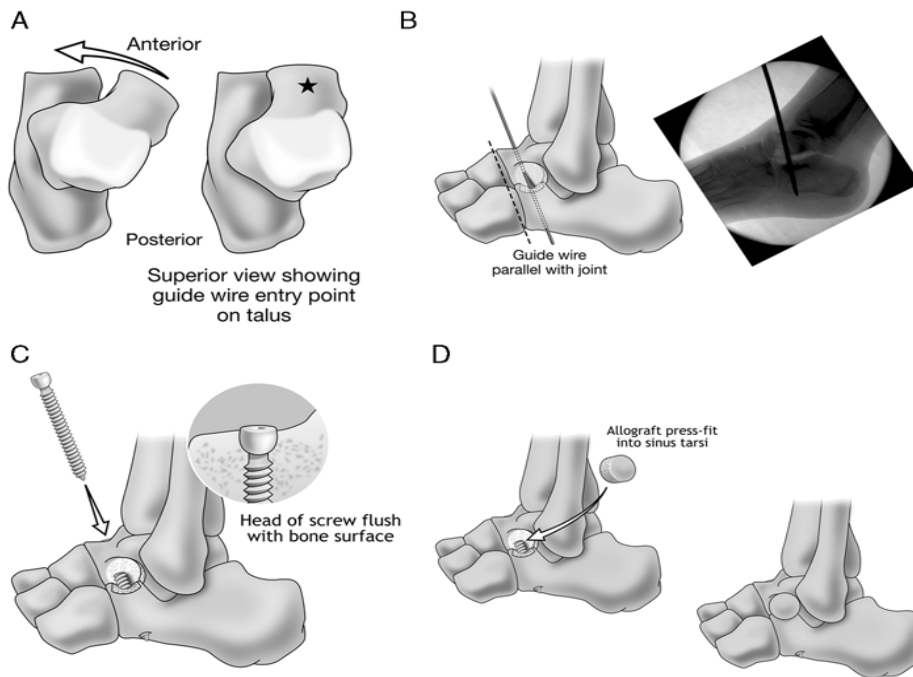 A
Anterior
Posterior
Superior view showing
guide wire entry point
on talus
B
Guide wire
parallel with joint
C
Head of screw flush
with bone surface
D
Allograft press-fit
into sinus tarsi